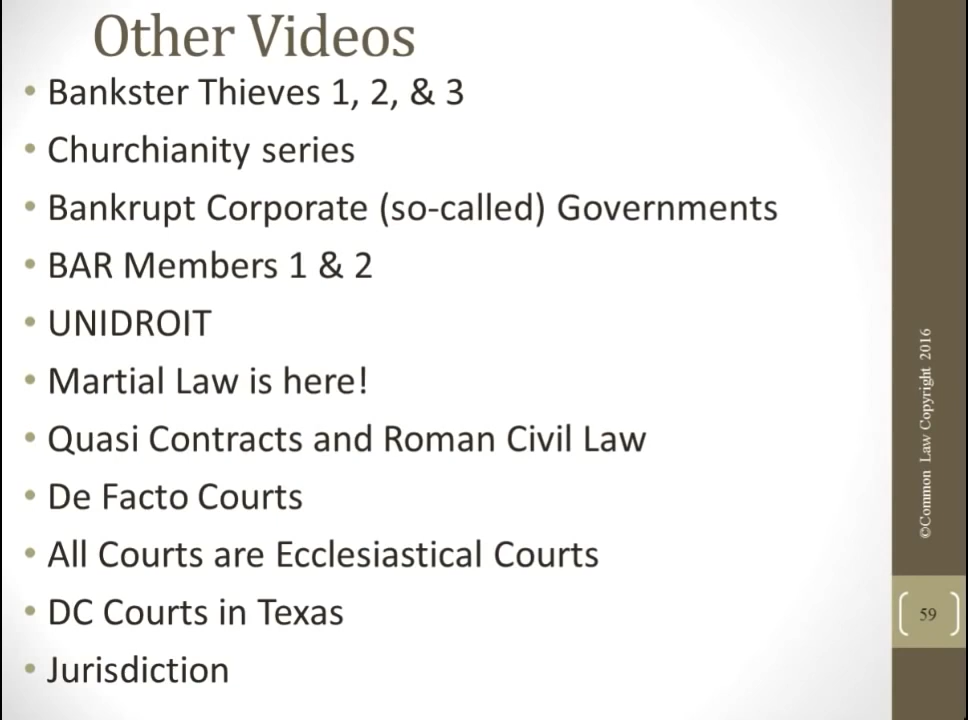 Other Videos
• Bankster Thieves 1, 2, & 3
• Churchianity series
• Bankrupt Corporate (so-called) Governments
• BAR Members 1 & 2
• UNIDROIT
• Martial Law is here!
• Quasi Contracts and Roman Civil Law
• De Facto Courts
• All Courts are Ecclesiastical Courts
• DC Courts in Texas
• Jurisdiction
©Common Law Copyright 2016
59